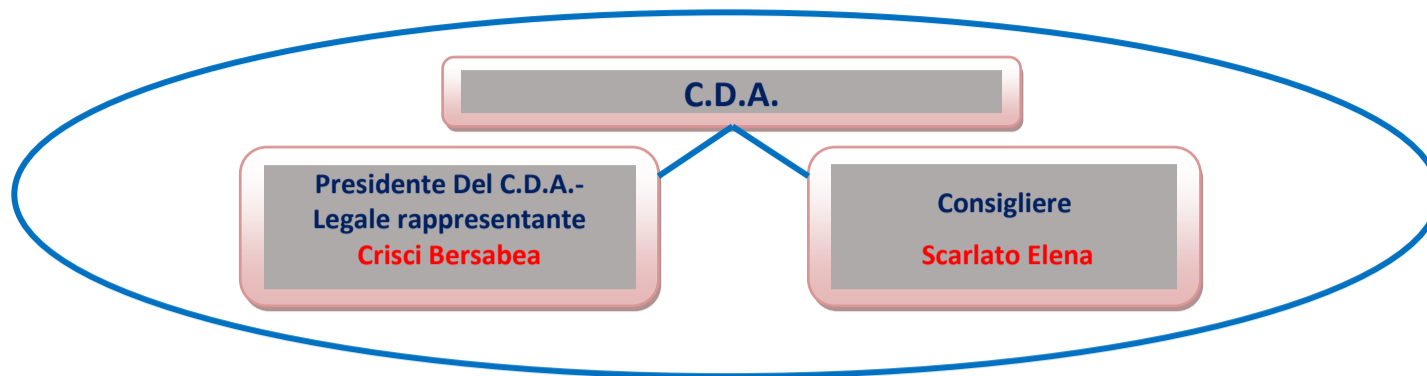 C.D.A.
Presidente Del C.D.A.-
Legale rappresentante
Crisci Bersabea
Consigliere
Scarlato Elena